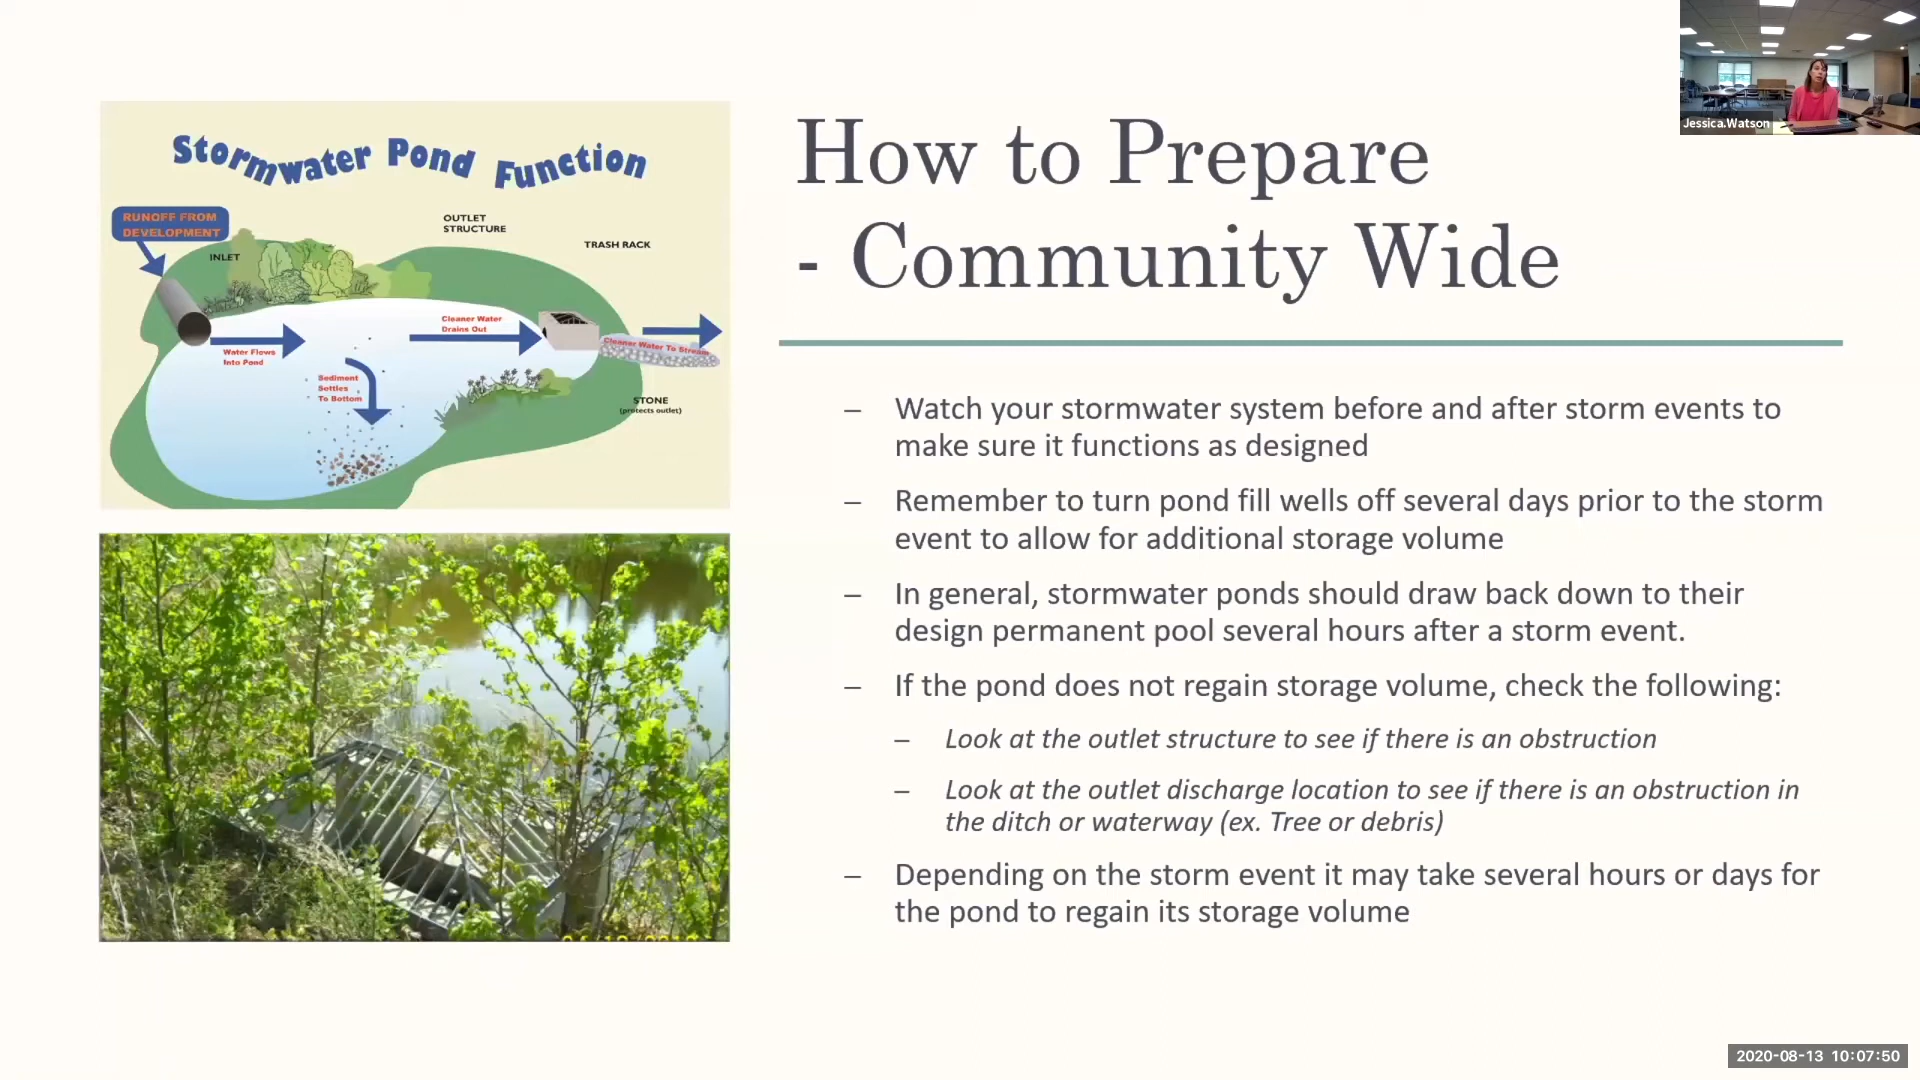 Stormwater Pond Function
RUNOFF FROM
DEVELOPMENT
INLET
OUTLET
STRUCTURE
TRASH RACK
Water Flows
Into Pond
Sediment
Settles
To Bottom
Cleaner Water
Drains Out
Cleaner Water To Stream
STONE
(protects outlet)
How to Prepare
- Community Wide
– Watch your stormwater system before and after storm events to
make sure it functions as designed
– Remember to turn pond fill wells off several days prior to the storm
event to allow for additional storage volume
– In general, stormwater ponds should draw back down to their
design permanent pool several hours after a storm event.
– If the pond does not regain storage volume, check the following:
– Look at the outlet structure to see if there is an obstruction
– Look at the outlet discharge location to see if there is an obstruction in
the ditch or waterway (ex. Tree or debris)
– Depending on the storm event it may take several hours or days for
the pond to regain its storage volume
Jessica.Watson
2020-08-13 10:07:50